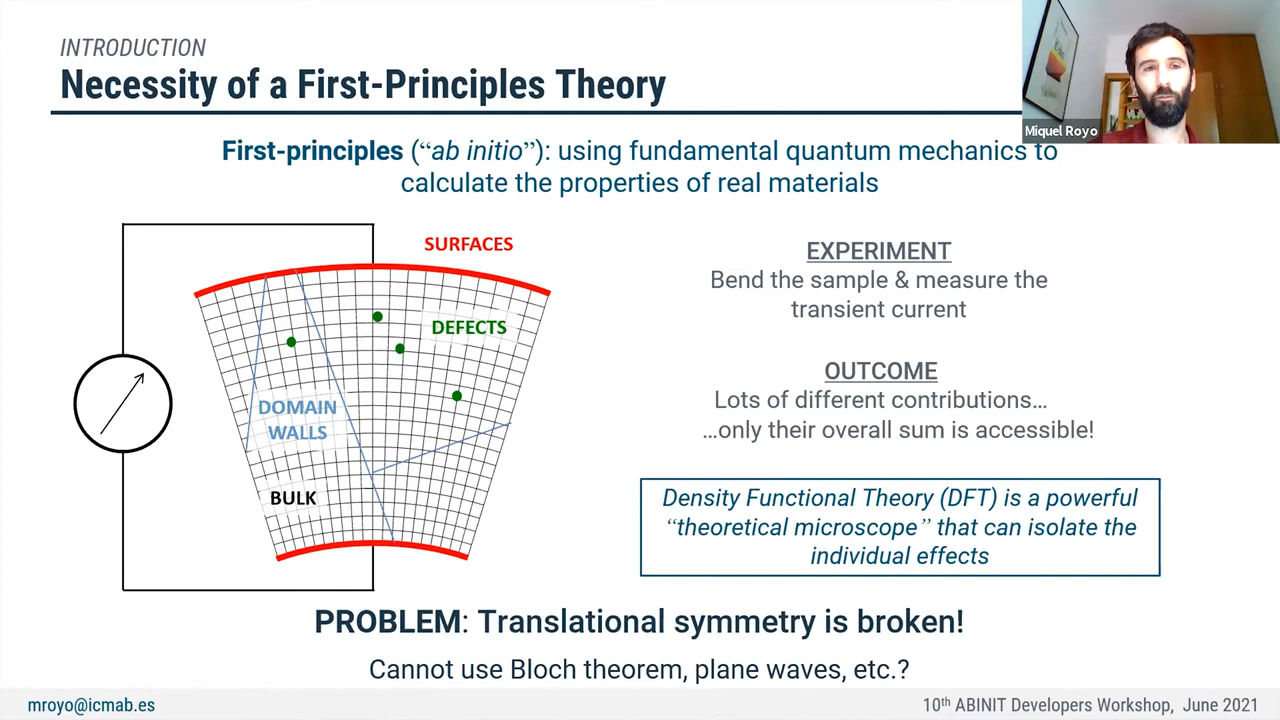 INTRODUCTION
Necessity of a First-Principles Theory
Miquel Royo
First-principles (“ab initio”): using fundamental quantum mechanics to
calculate the properties of real materials
SURFACES
DEFECTS
DOMAIN
WALLS
BULK
EXPERIMENT
Bend the sample & measure the
transient current
OUTCOME
Lots of different contributions…
…only their overall sum is accessible!
Density Functional Theory (DFT) is a powerful
“theoretical microscope” that can isolate the
individual effects
PROBLEM: Translational symmetry is broken!
Cannot use Bloch theorem, plane waves, etc.?
mroyo@icmab.es
10th ABINIT Developers Workshop, June 2021